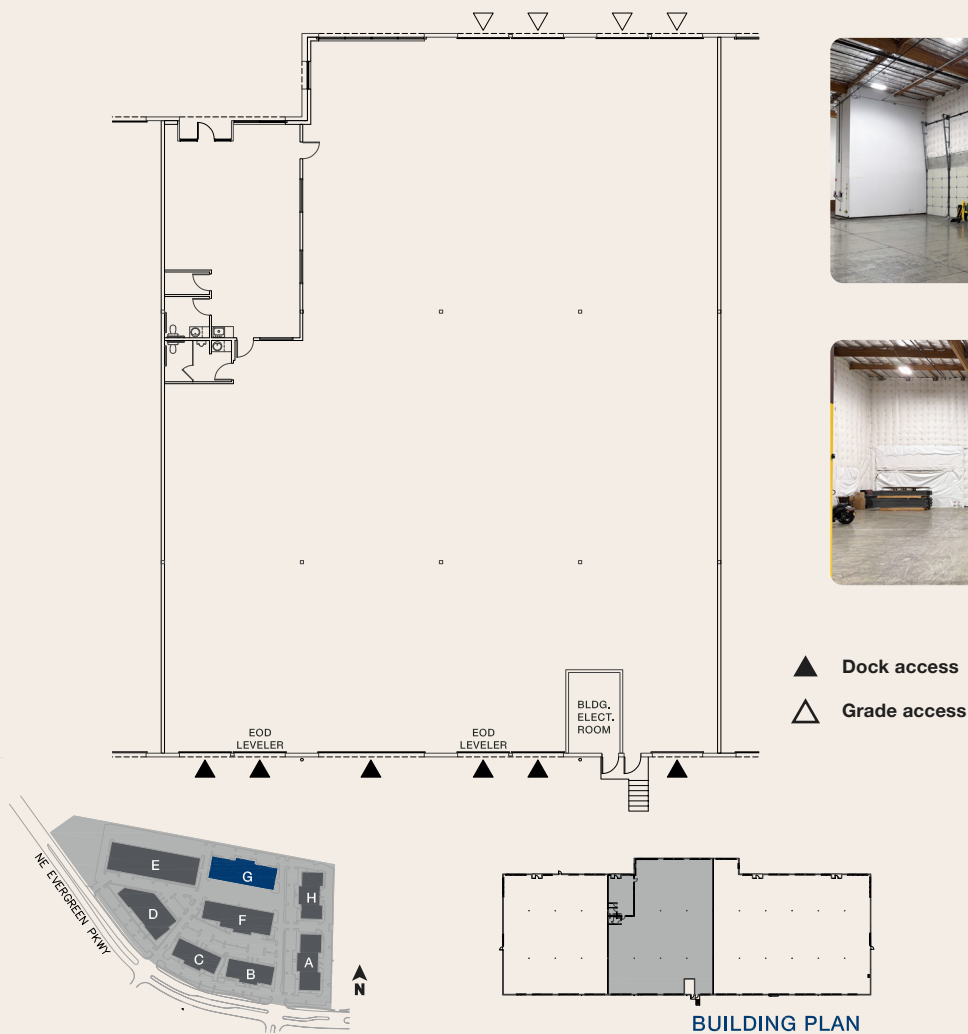 Dock access
Grade access
EOD
LEVELER
EOD
LEVELER
BLDG.
ELECT.
ROOM
NE EVERGREEN PKWY
E
G
D
F
H
C
B
A
N
BUILDING PLAN